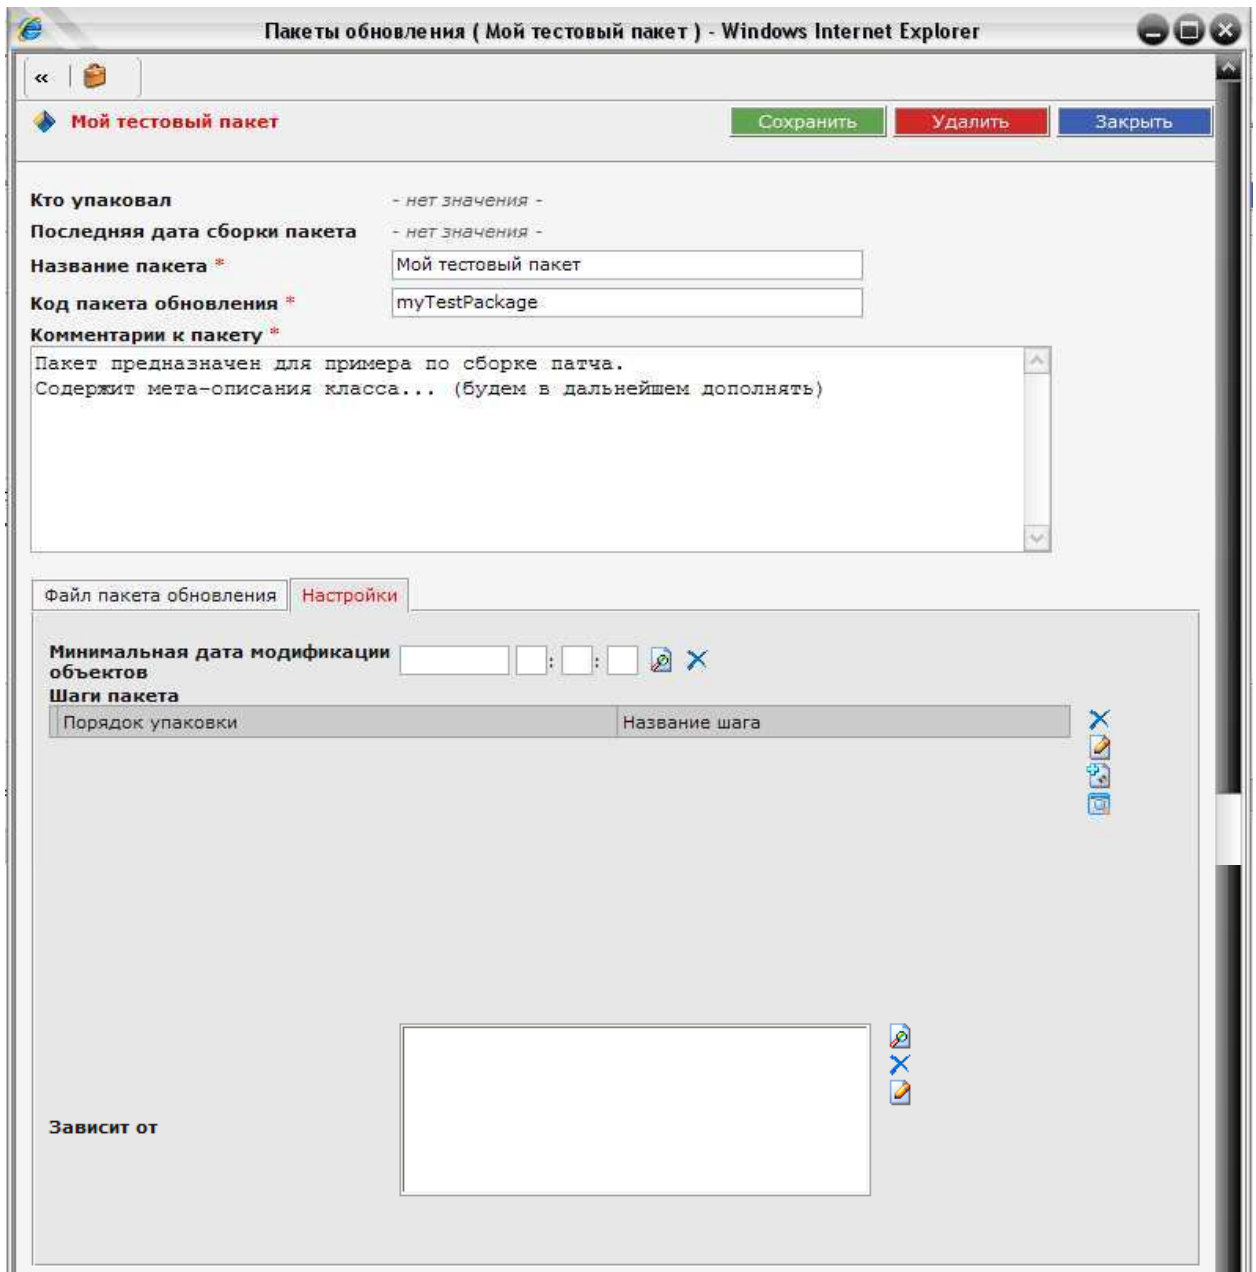 Пакеты обновления ( Мой тестовый пакет ) - Windows Internet Explorer
«
Мой тестовый пакет
Сохранить Удалить Закрыть
Кто упаковал - нет значения -
Последняя дата сборки пакета - нет значения -
Название пакета * Мой тестовый пакет
Код пакета обновления * myTestPackage
Комментарии к пакету *
Пакет предназначен для примера по сборке патча.
Содержит мета-описания класса... (будем в дальнейшем дополнять)
Файл пакета обновления Настройки
Минимальная дата модификации
объектов : :
Шаги пакета
Порядок упаковки Название шага
Зависит от